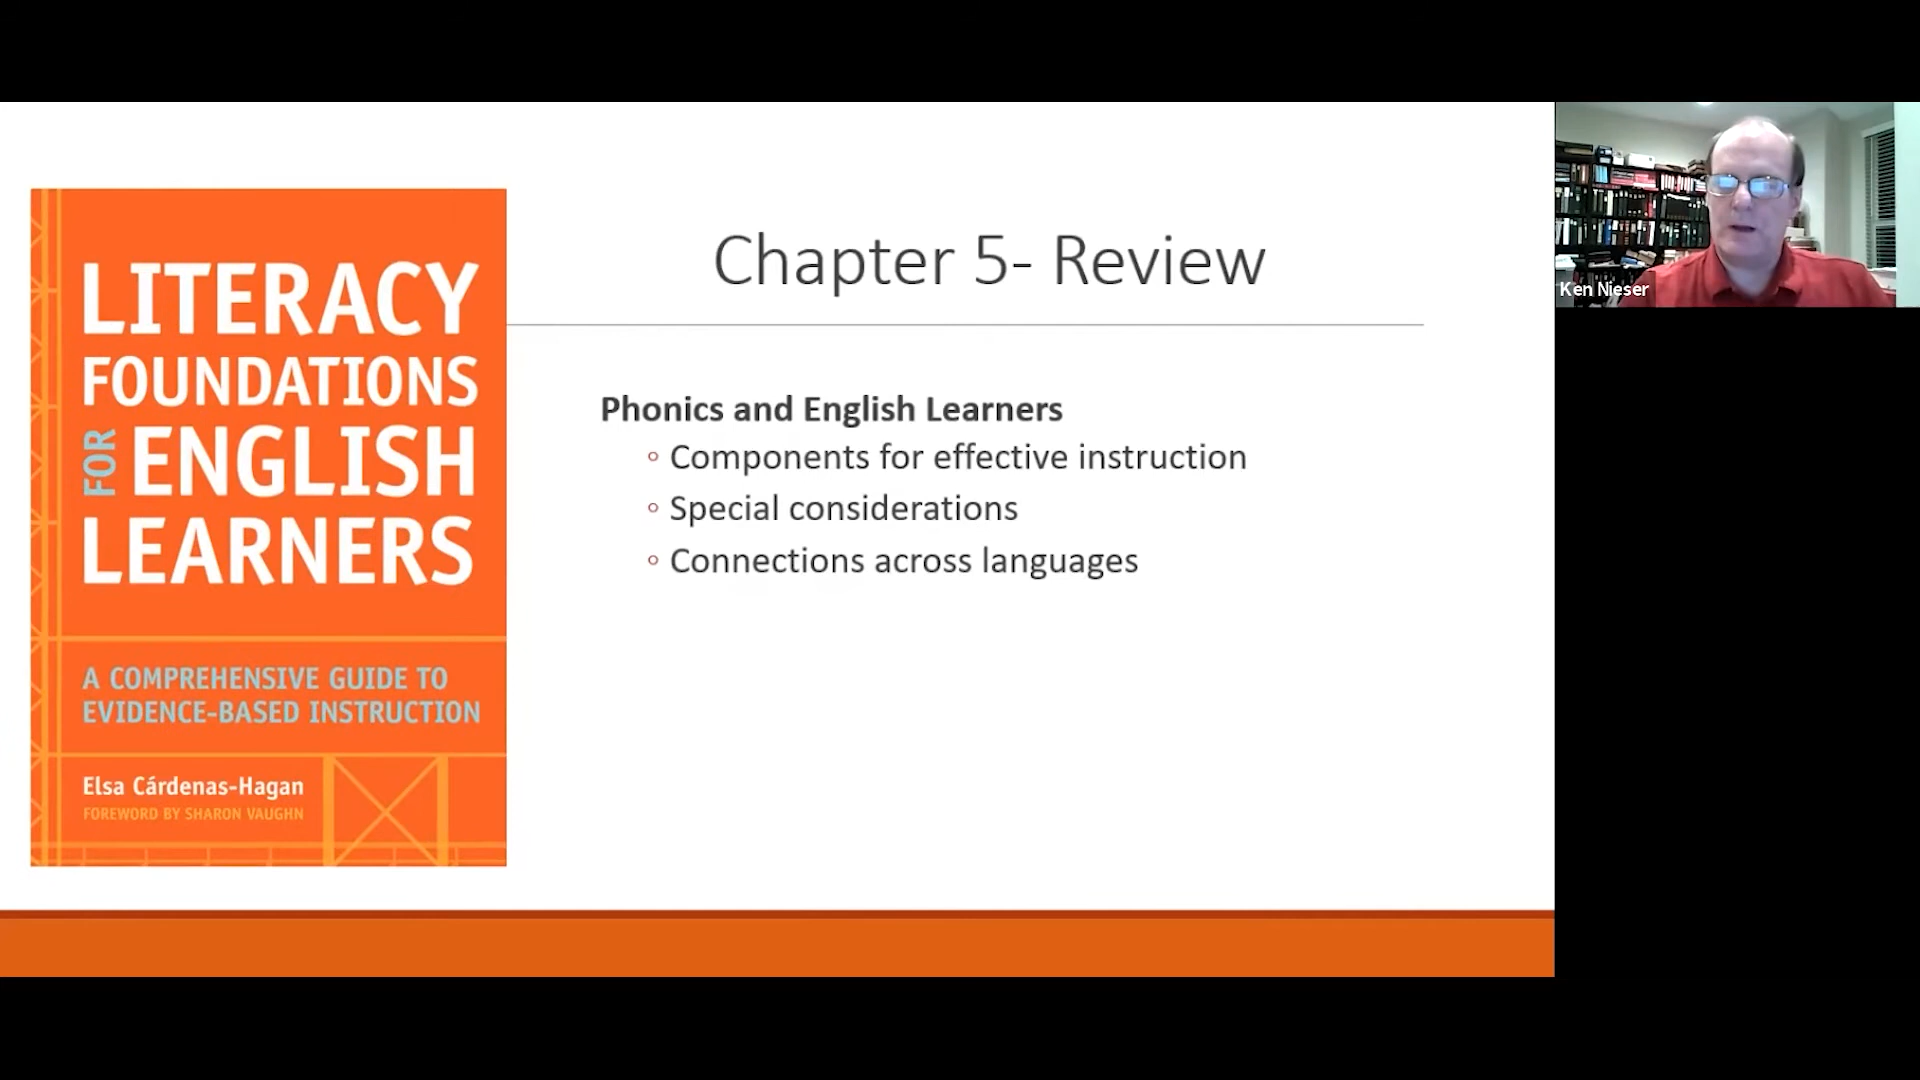 LITERACY
FOUNDATIONS
FOR ENGLISH
LEARNERS
A COMPREHENSIVE GUIDE TO
EVIDENCE-BASED INSTRUCTION
Elsa Cárdenas-Hagan
FOREWORD BY SHARON VAUGHN
Chapter 5- Review
Phonics and English Learners
◦ Components for effective instruction
◦ Special considerations
◦ Connections across languages
Ken Nieser